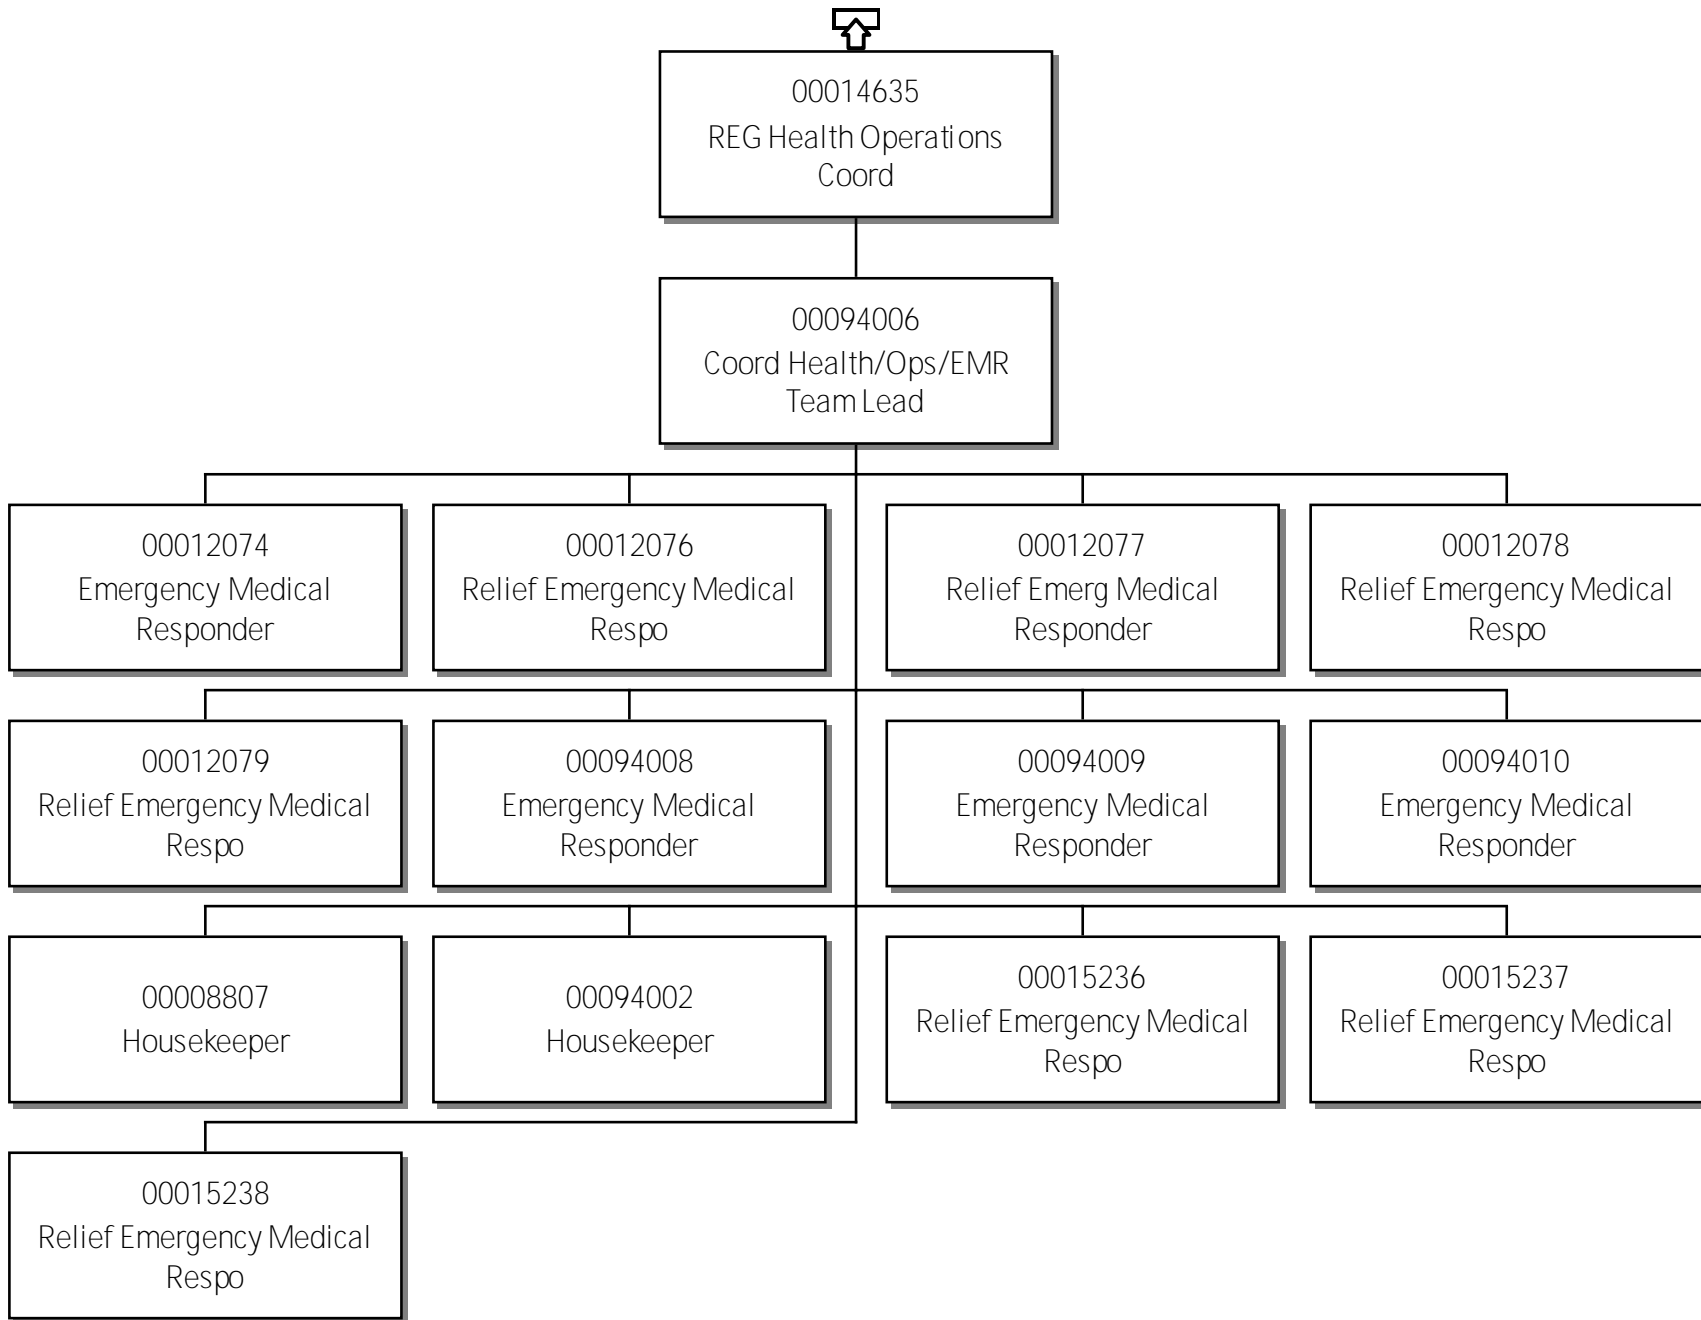 00014635
REG Health Operations
Coord
00094006
Coord Health/Ops/EMR
Team Lead
00012074
Emergency Medical
Responder
00012076
Relief Emergency Medical
Respo
00012077
Relief Emerg Medical
Responder
00012078
Relief Emergency Medical
Respo
00012079
Relief Emergency Medical
Respo
00094008
Emergency Medical
Responder
00094009
Emergency Medical
Responder
00094010
Emergency Medical
Responder
00008807
Housekeeper
00094002
Housekeeper
00015236
Relief Emergency Medical
Respo
00015237
Relief Emergency Medical
Respo
00015238
Relief Emergency Medical
Respo